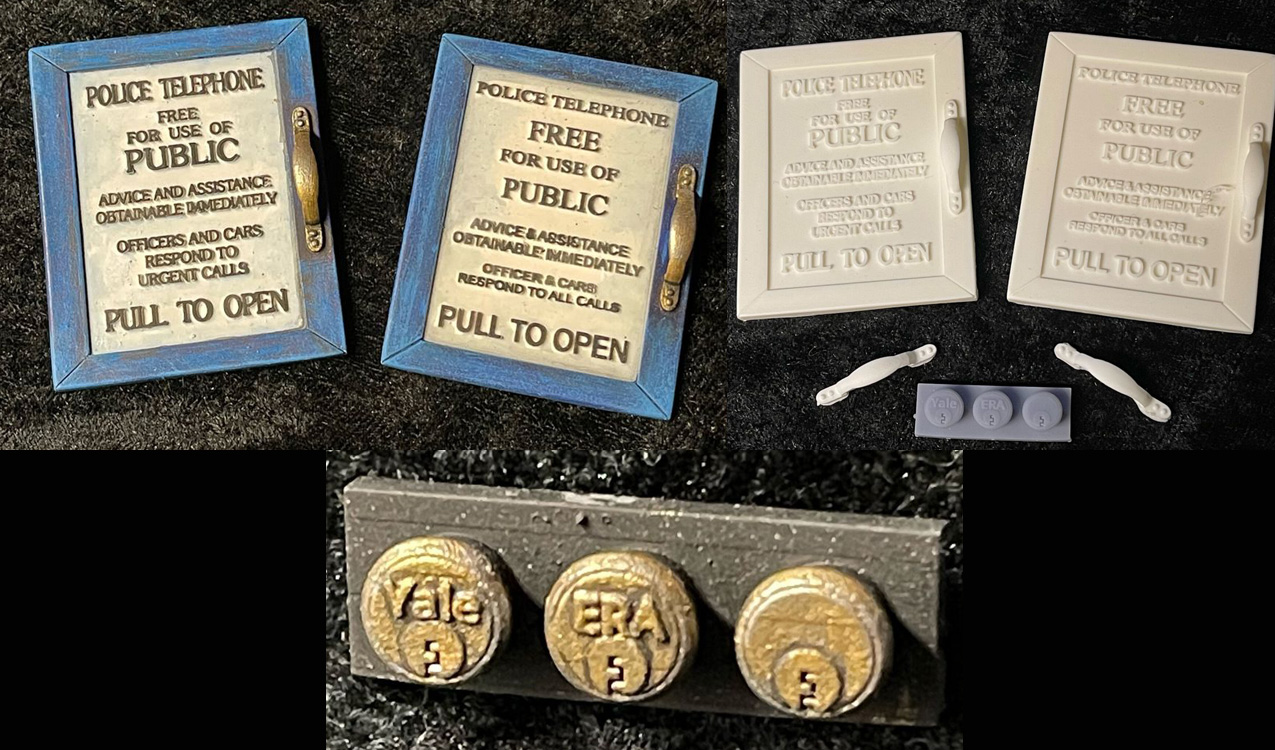 POLICE TELEPHONE
FREE
FOR USE OF
PUBLIC
ADVICE AND ASSISTANCE
OBTAINABLE IMMEDIATELY
OFFICERS AND CARS
RESPOND TO
URGENT CALLS
PULL TO OPEN
POLICE TELEPHONE
FREE
FOR USE OF
PUBLIC
ADVICE & ASSISTANCE
OBTAINABLE IMMEDIATELY
OFFICER & CARS
RESPOND TO ALL CALLS
PULL TO OPEN
POLICE TELEPHONE
FREE
FOR USE OF
PUBLIC
ADVICE AND ASSISTANCE
OBTAINABLE IMMEDIATELY
OFFICERS AND CARS
RESPOND TO
URGENT CALLS
PULL TO OPEN
POLICE TELEPHONE
FREE
FOR USE OF
PUBLIC
ADVICE & ASSISTANCE
OBTAINABLE IMMEDIATELY
OFFICER & CARS
RESPOND TO ALL CALLS
PULL TO OPEN
Yale ERA
Yale ERA